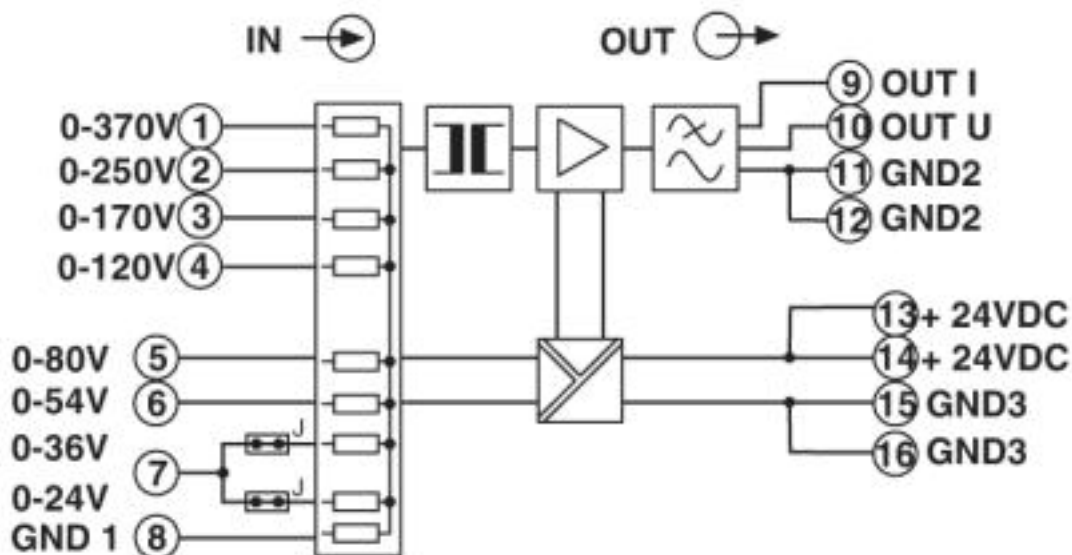 IN OUT
0-370V 1 9 OUT I
0-250V 2 10 OUT U
0-170V 3 11 GND2
0-120V 4 12 GND2
13 + 24VDC
0-80V 5 14 + 24VDC
0-54V 6 15 GND3
0-36V J 16 GND3
7
0-24V J
GND 1 8